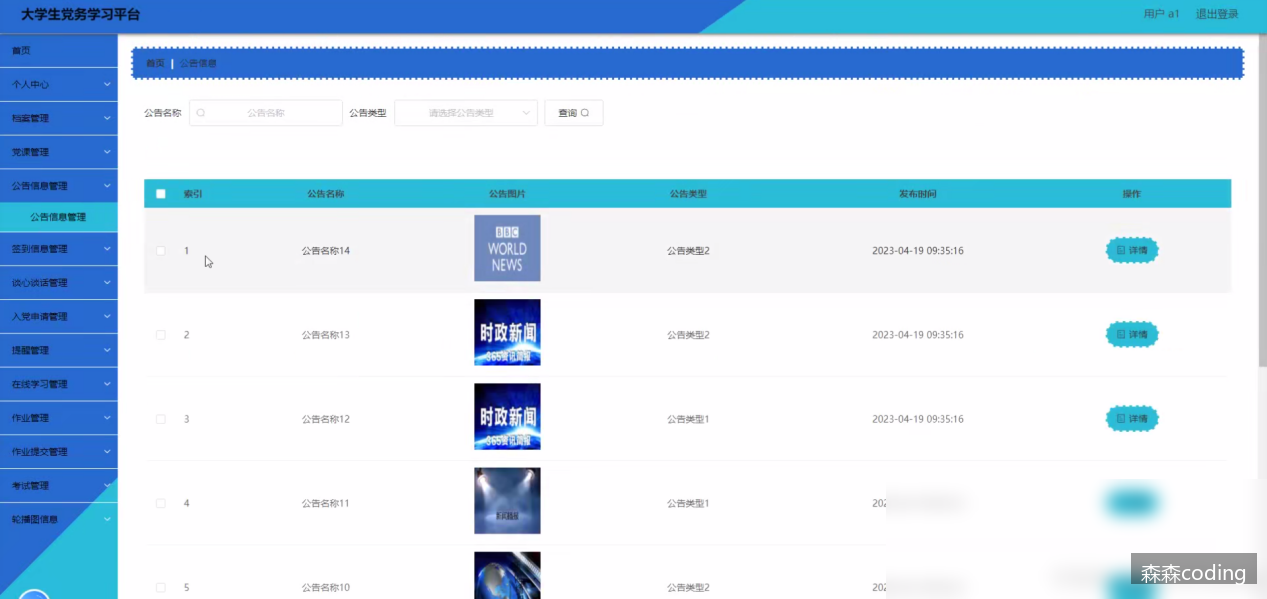 大学生党务学习平台
用户 a1 退出登录
首页
个人中心
档案管理
党课管理
公告信息管理
公告信息管理
签到信息管理
谈心谈话管理
入党申请管理
提醒管理
在线学习管理
作业管理
作业提交管理
考试管理
轮播图信息
首页 | 公告信息
公告名称 公告名称 公告类型 请选择公告类型 查询
索引 公告名称 公告图片 公告类型 发布时间 操作
1 公告名称14 公告类型2 2023-04-19 09:35:16 详情
BBC
WORLD
NEWS
2 公告名称13 公告类型2 2023-04-19 09:35:16 详情
时政新闻
365资讯简报
3 公告名称12 公告类型1 2023-04-19 09:35:16 详情
时政新闻
365资讯简报
4 公告名称11 公告类型1 202
5 公告名称10 公告类型2 202
森森coding